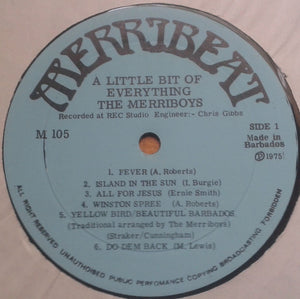 MERRIBEAT
A LITTLE BIT OF
EVERYTHING
THE MERRIBOYS
Recorded at REC Studio Engineer:- Chris Gibbs
M 105
SIDE 1
Made in
Barbados
Ⓟ1975
1. FEVER (A. Roberts)
2. ISLAND IN THE SUN (I. Burgie)
3. ALL FOR JESUS (Ernie Smith)
4. WINSTON SPREE (A. Roberts)
5. YELLOW BIRD/BEAUTIFUL BARBADOS
(Traditional arranged by The Merriboys)
(Straker/Cunningham)
6. DO DEM BACK (M. Lewis)
ALL RIGHT RESERVED UNAUTHORISED PUBLIC PERFOMANCE COPYING BROADCASTING FORBIDDEN